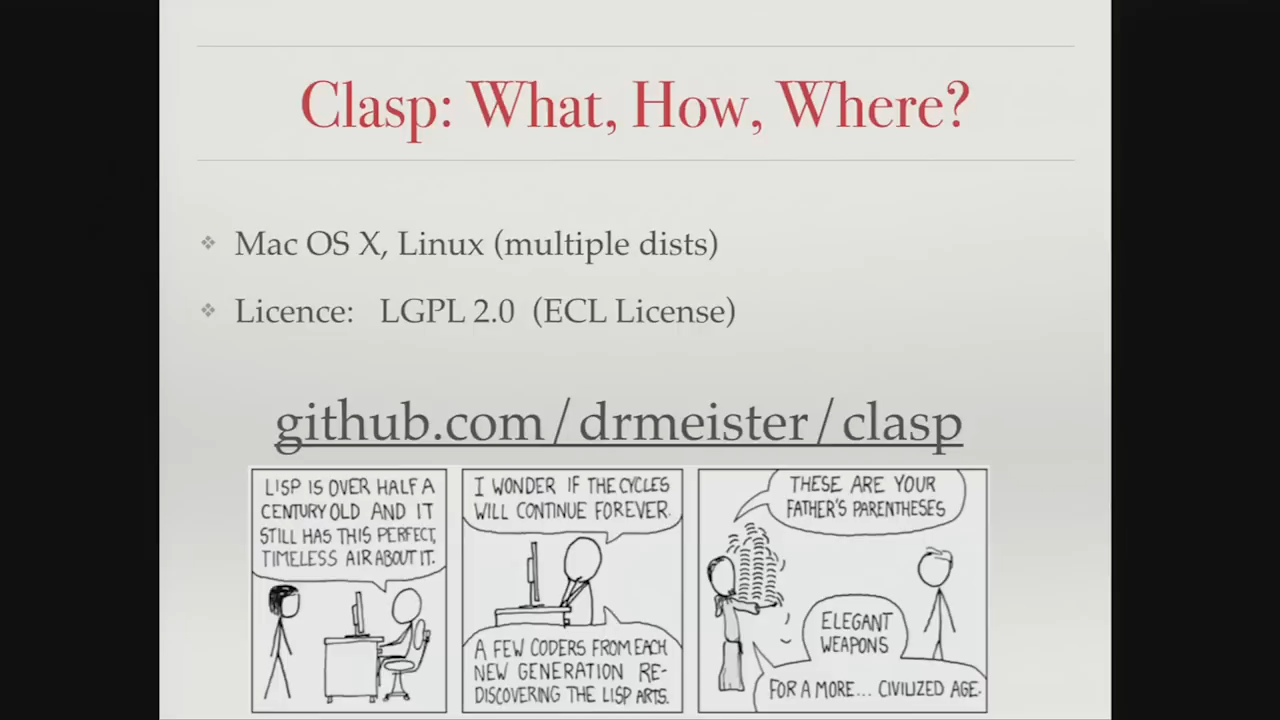 Clasp: What, How, Where?
❖ Mac OS X, Linux (multiple dists)
❖ Licence: LGPL 2.0 (ECL License)
github.com/drmeister/clasp
LISP IS OVER HALF A
CENTURY OLD AND IT
STILL HAS THIS PERFECT,
TIMELESS AIR ABOUT IT.
I WONDER IF THE CYCLES
WILL CONTINUE FOREVER.
A FEW CODERS FROM EACH
NEW GENERATION RE-
DISCOVERING THE LISP ARTS.
THESE ARE YOUR
FATHER'S PARENTHESES
ELEGANT
WEAPONS
FOR A MORE... CIVILIZED AGE.